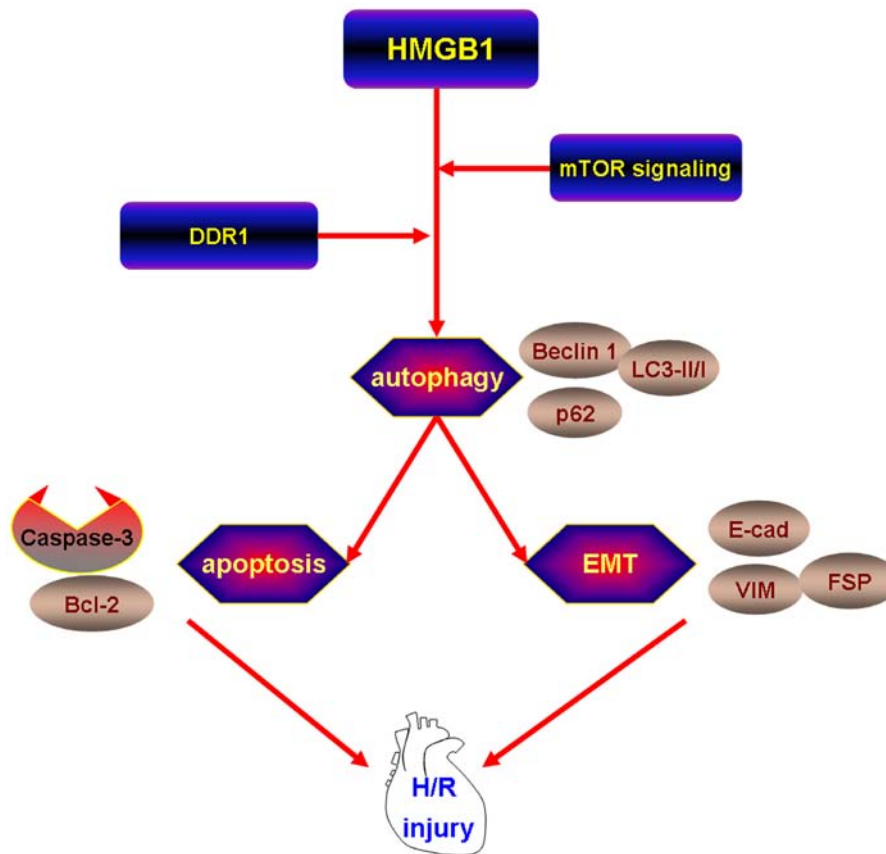 HMGB1
mTOR signaling
DDR1
autophagy
Beclin 1
LC3-II/I
p62
Caspase-3
Bcl-2
apoptosis
EMT
E-cad
VIM
FSP
H/R
injury